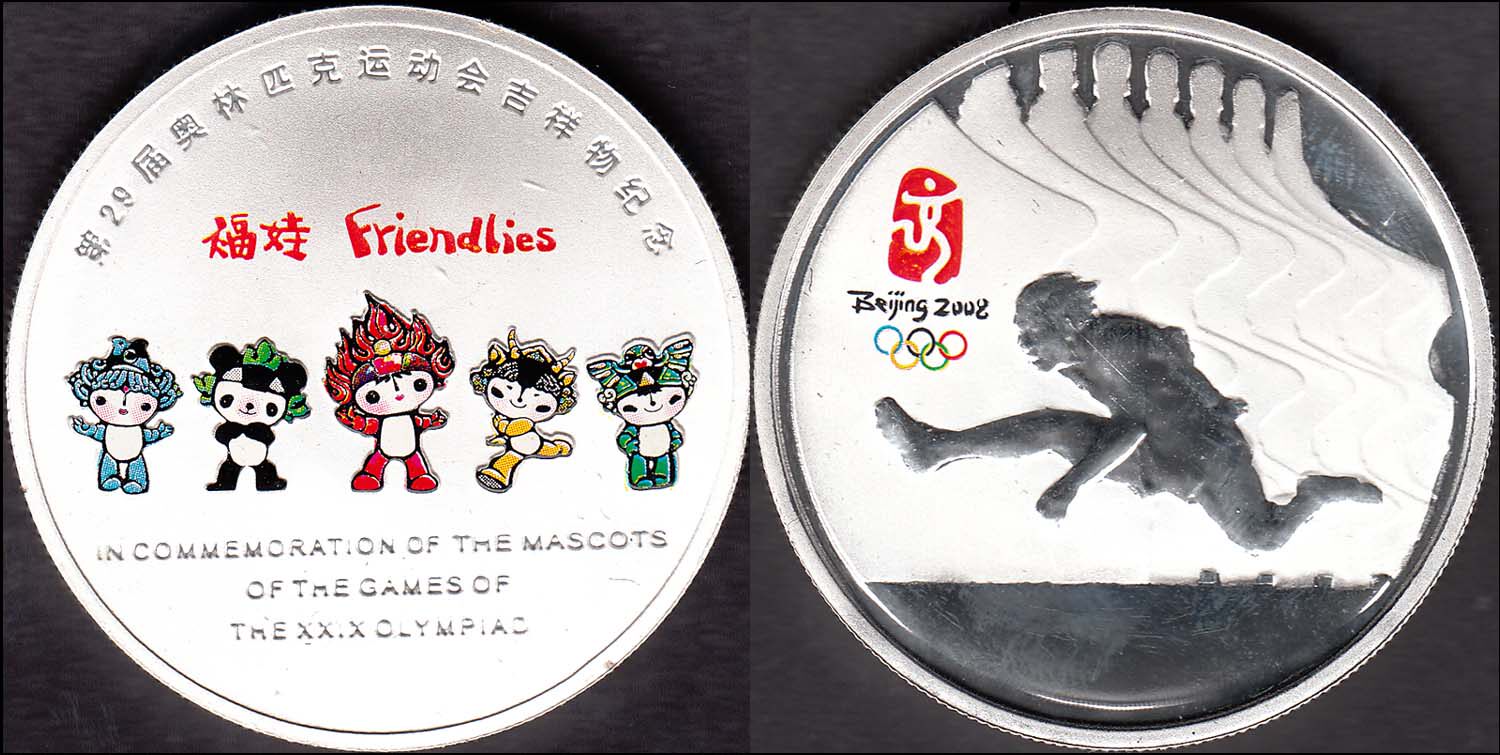 第29届奥林匹克运动会吉祥物纪念
福娃 Friendlies
IN COMMEMORATION OF THE MASCOTS
OF THE GAMES OF
THE XXIX OLYMPIAD
Beijing 2008